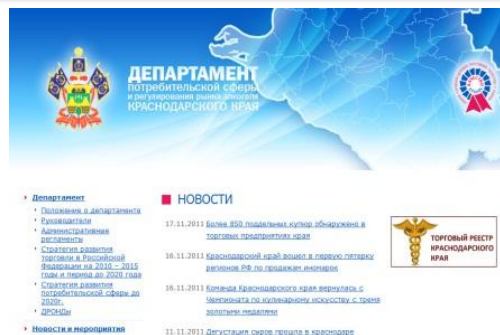 ДЕПАРТАМЕНТ
потребительской сферы
и регулирования рынка алкоголя
КРАСНОДАРСКОГО КРАЯ
Департамент
Положение о департаменте
Руководители
Административные
регламенты
Стратегия развития
торговли в Российской
Федерации на 2010 - 2015
годы и период до 2020 года
Стратегия развития
потребительской сферы до
2020г.
ДРОНДы
Новости и мероприятия
НОВОСТИ
17.11.2011 Более 850 поддельных купюр обнаружено в
торговых предприятиях края
16.11.2011 Краснодарский край вошел в первую пятерку
регионов РФ по продажам иномарок
16.11.2011 Команда Краснодарского края вернулась с
Чемпионата по кулинарному искусству с тремя
золотыми медалями
11.11.2011 Дегустация сыров прошла в краснодаре
ТОРГОВЫЙ РЕЕСТР
КРАСНОДАРСКОГО
КРАЯ